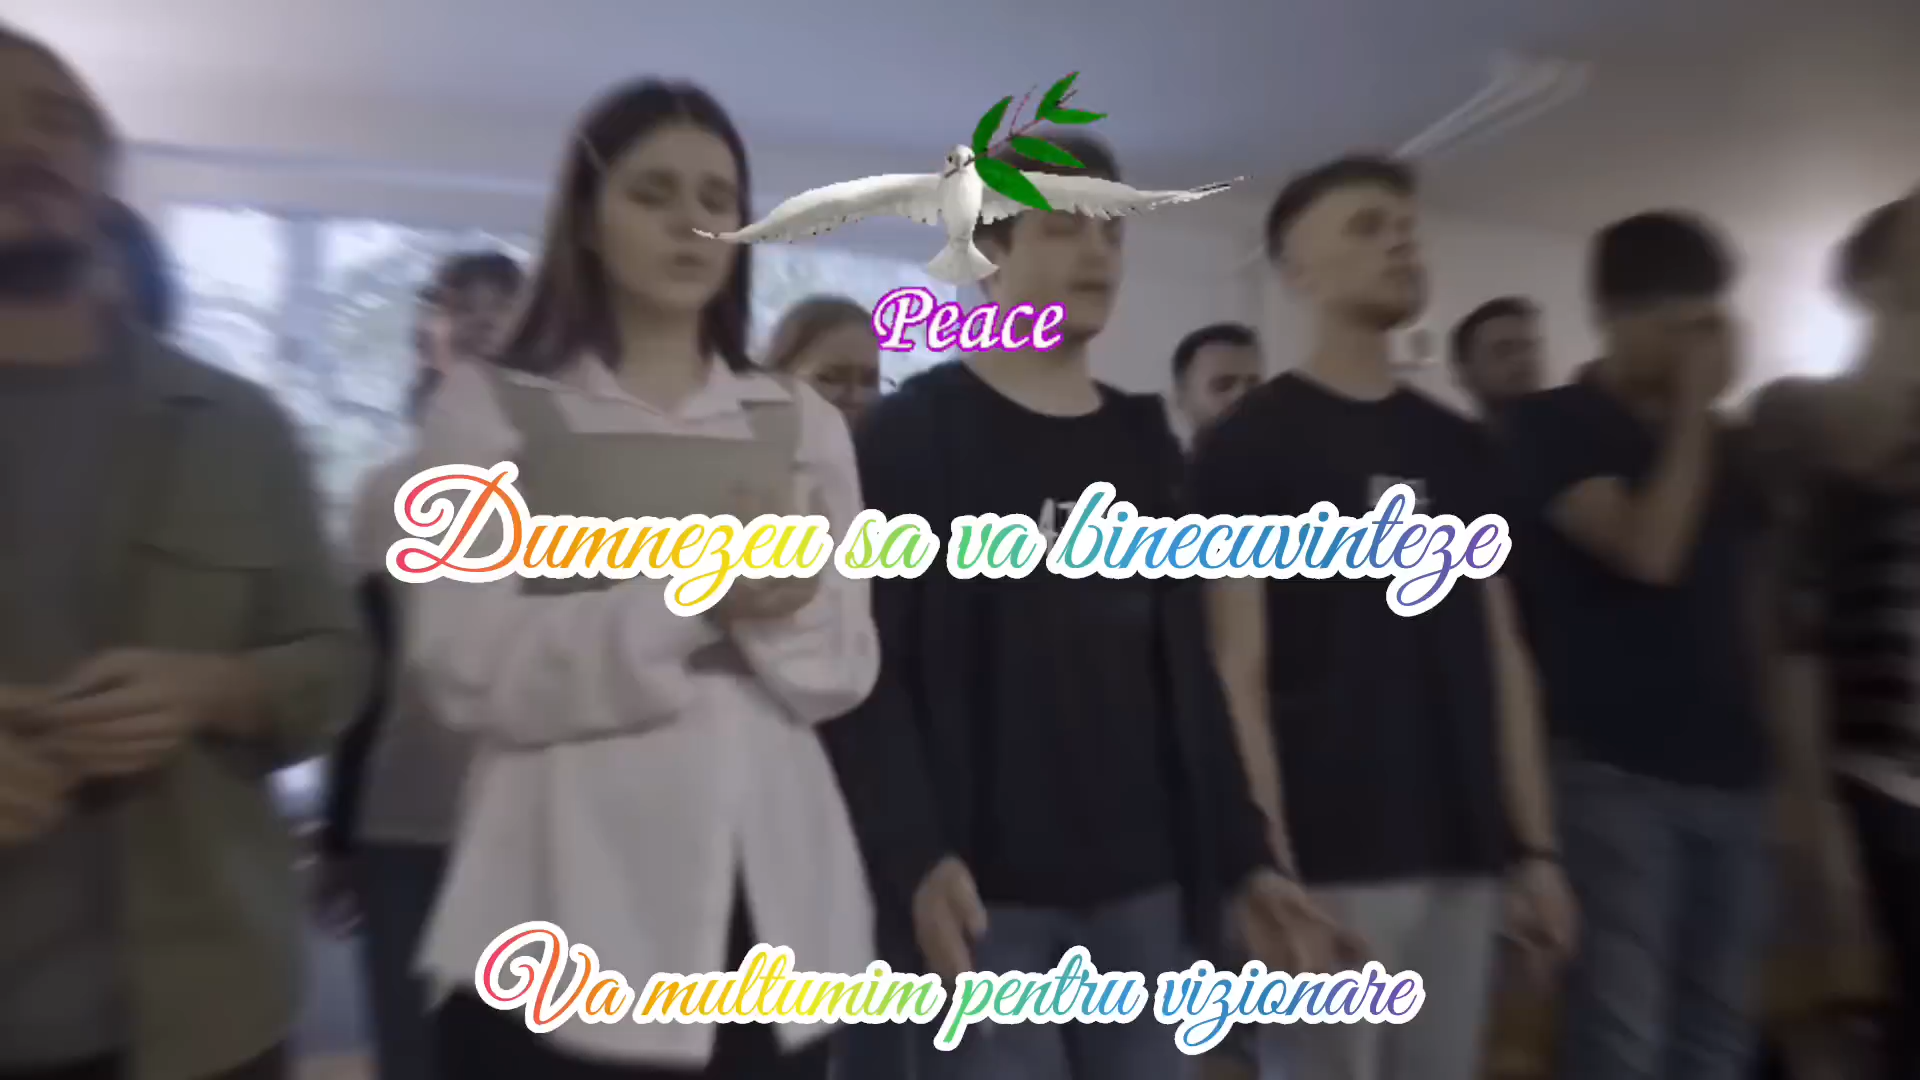 Peace
Dumnezeu sa va binecuvinteze
Va multumim pentru vizionare